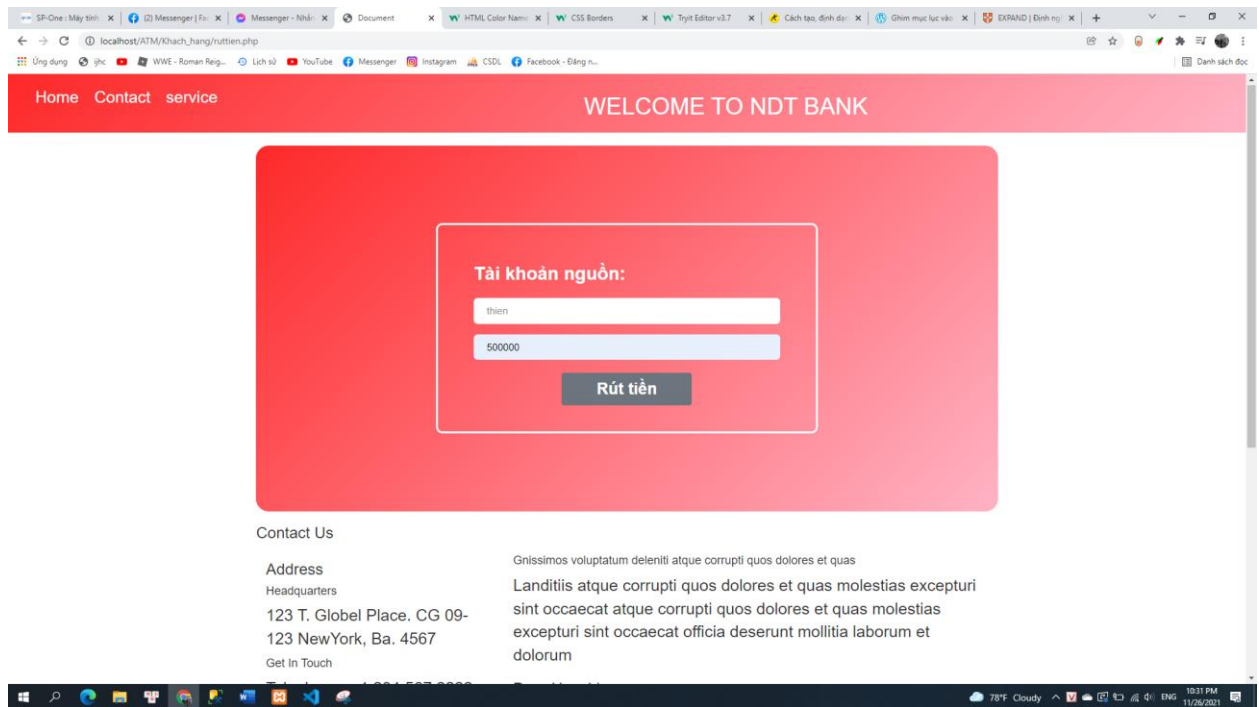 SP-One : Máy tính
(2) Messenger | Fac
Messenger - Nhắn
Document
HTML Color Name
CSS Borders
Tryit Editor v3.7
Cách tạo, định dạn
Ghim mục lục vào
EXPAND | Định ng
localhost/ATM/Khach_hang/ruttien.php
Ứng dụng ijhc WWE - Roman Reig... Lịch sử YouTube Messenger Instagram CSDL Facebook - Đăng n... Danh sách đọc
Home Contact service
WELCOME TO NDT BANK
Tài khoản nguồn:
thien
500000
Rút tiền
Contact Us
Address
Headquarters
123 T. Globel Place. CG 09-
123 NewYork, Ba. 4567
Get In Touch
Gnissimos voluptatum deleniti atque corrupti quos dolores et quas
Landitiis atque corrupti quos dolores et quas molestias excepturi
sint occaecat atque corrupti quos dolores et quas molestias
excepturi sint occaecat officia deserunt mollitia laborum et
dolorum
78°F Cloudy ENG 10:31 PM
11/26/2021